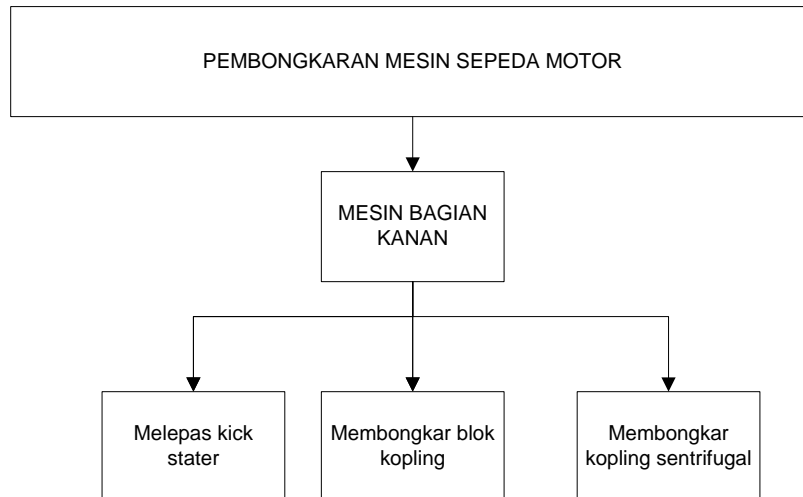 PEMBONGKARAN MESIN SEPEDA MOTOR
MESIN BAGIAN
KANAN
Melepas kick
stater
Membongkar blok
kopling
Membongkar
kopling sentrifugal